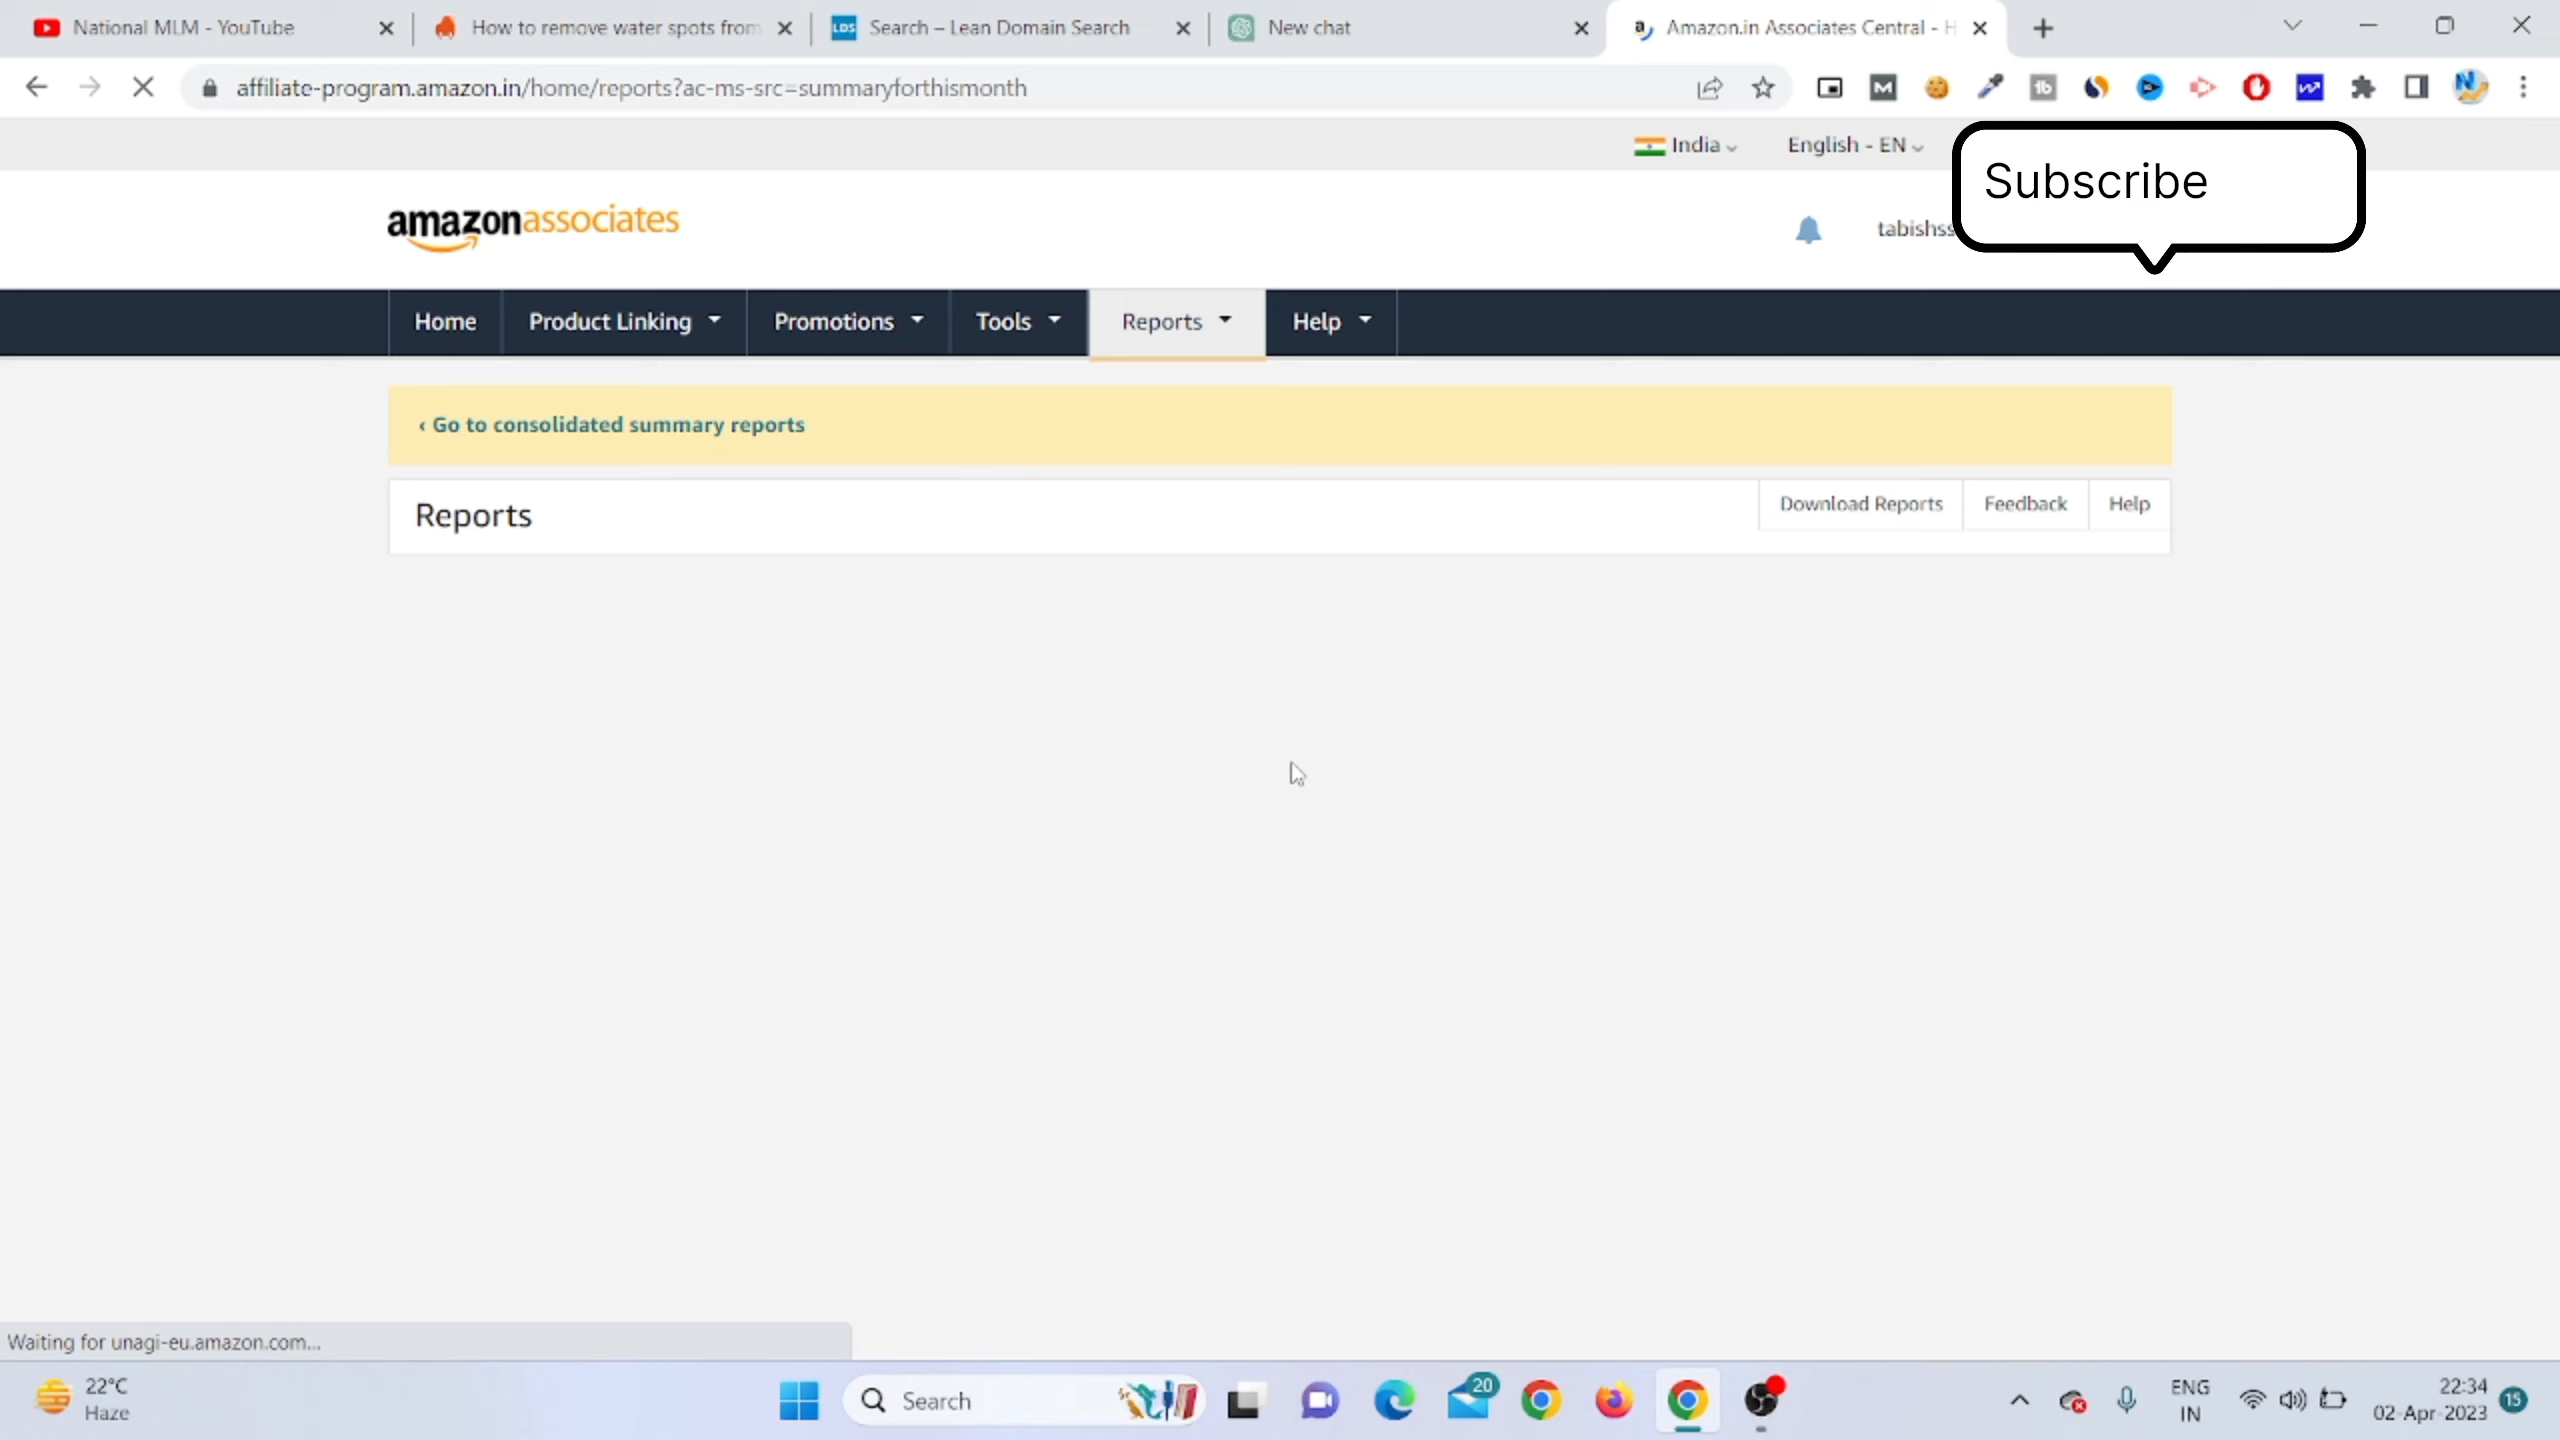 National MLM - YouTube
How to remove water spots from
LDS
Search – Lean Domain Search
New chat
Amazon.in Associates Central - H
affiliate-program.amazon.in/home/reports?ac-ms-src=summaryforthismonth
India
English - EN
Subscribe
amazonassociates
tabishss
Home
Product Linking
Promotions
Tools
Reports
Help
‹ Go to consolidated summary reports
Reports
Download Reports
Feedback
Help
Waiting for unagi-eu.amazon.com...
22°C
Haze
Search
20
ENG
IN
22:34
02-Apr-2023
15